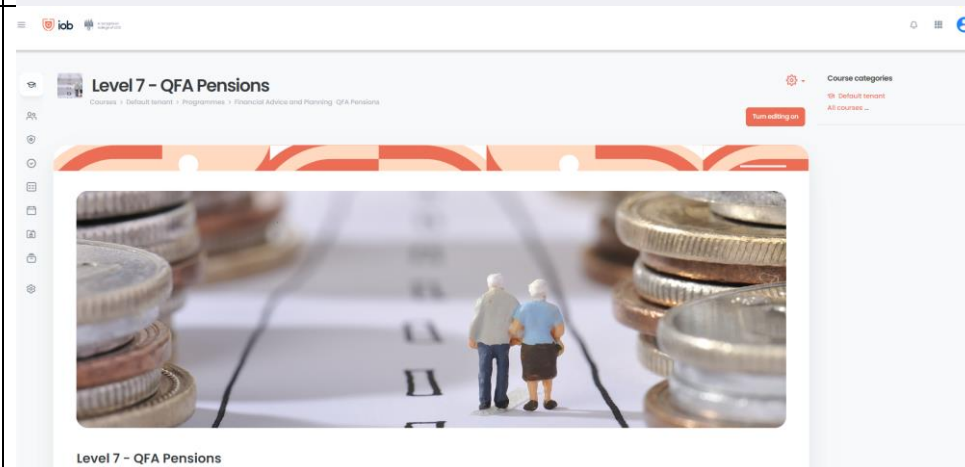 iob
Level 7 - QFA Pensions
Courses > Default tenant > Programmes > Financial Advice and Planning QFA Pensions
Turn editing on
Course categories
Default tenant
All courses ...
Level 7 - QFA Pensions